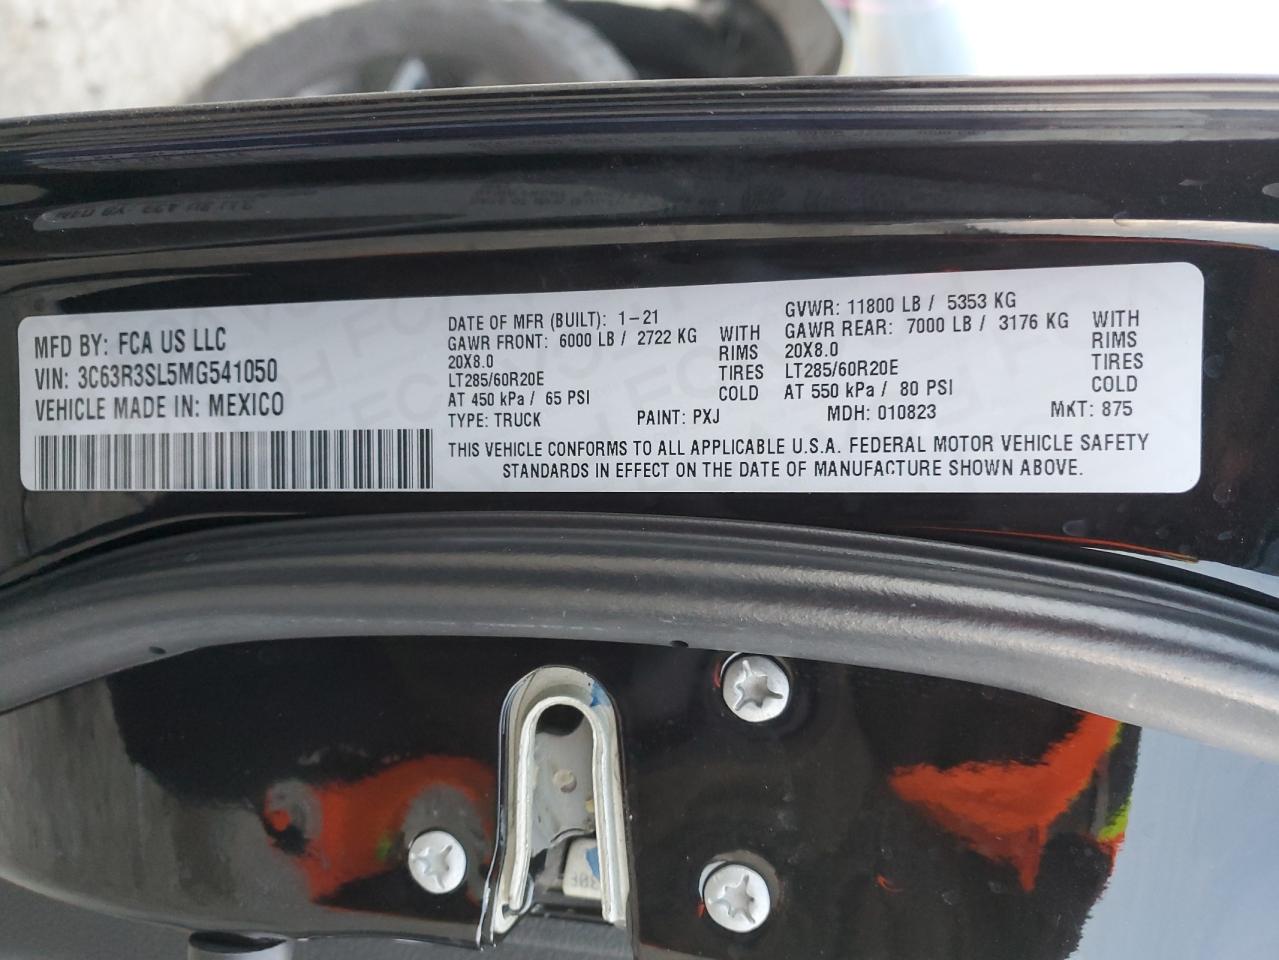 MFD BY: FCA US LLC
VIN: 3C63R3SL5MG541050
VEHICLE MADE IN: MEXICO
DATE OF MFR (BUILT): 1-21
GAWR FRONT: 6000 LB / 2722 KG WITH
20X8.0 RIMS
LT285/60R20E TIRES
AT 450 kPa / 65 PSI COLD
TYPE: TRUCK PAINT: PXJ
GVWR: 11800 LB / 5353 KG
GAWR REAR: 7000 LB / 3176 KG WITH
20X8.0 RIMS
LT285/60R20E TIRES
AT 550 kPa / 80 PSI COLD
MDH: 010823 MKT: 875
THIS VEHICLE CONFORMS TO ALL APPLICABLE U.S.A. FEDERAL MOTOR VEHICLE SAFETY
STANDARDS IN EFFECT ON THE DATE OF MANUFACTURE SHOWN ABOVE.